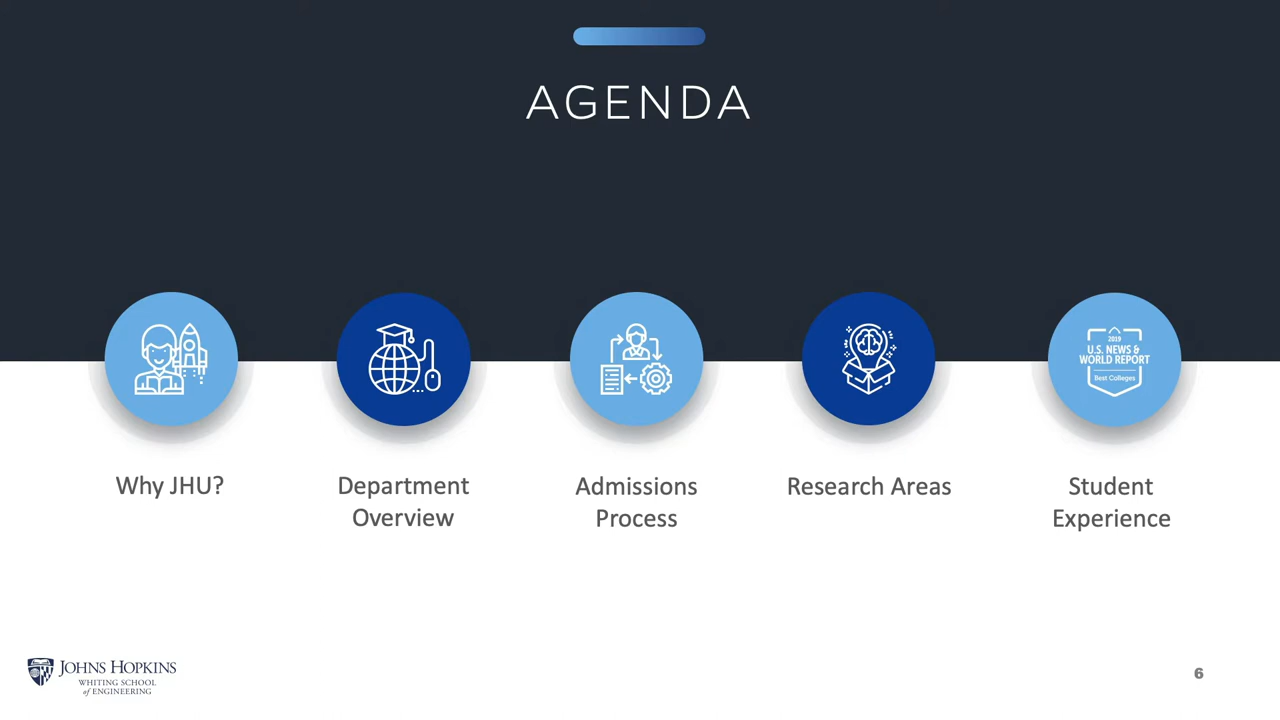 AGENDA
2019
U.S. NEWS &
WORLD REPORT
Best Colleges
Why JHU?
Department
Overview
Admissions
Process
Research Areas
Student
Experience
JOHNS HOPKINS
WHITING SCHOOL
of ENGINEERING
6